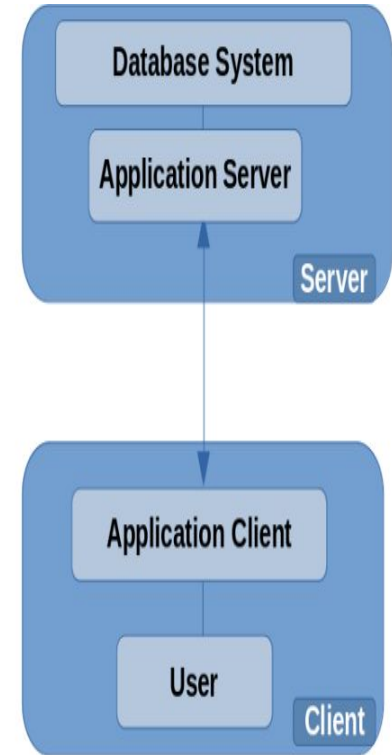 Database System
Application Server
Server
Application Client
User
Client